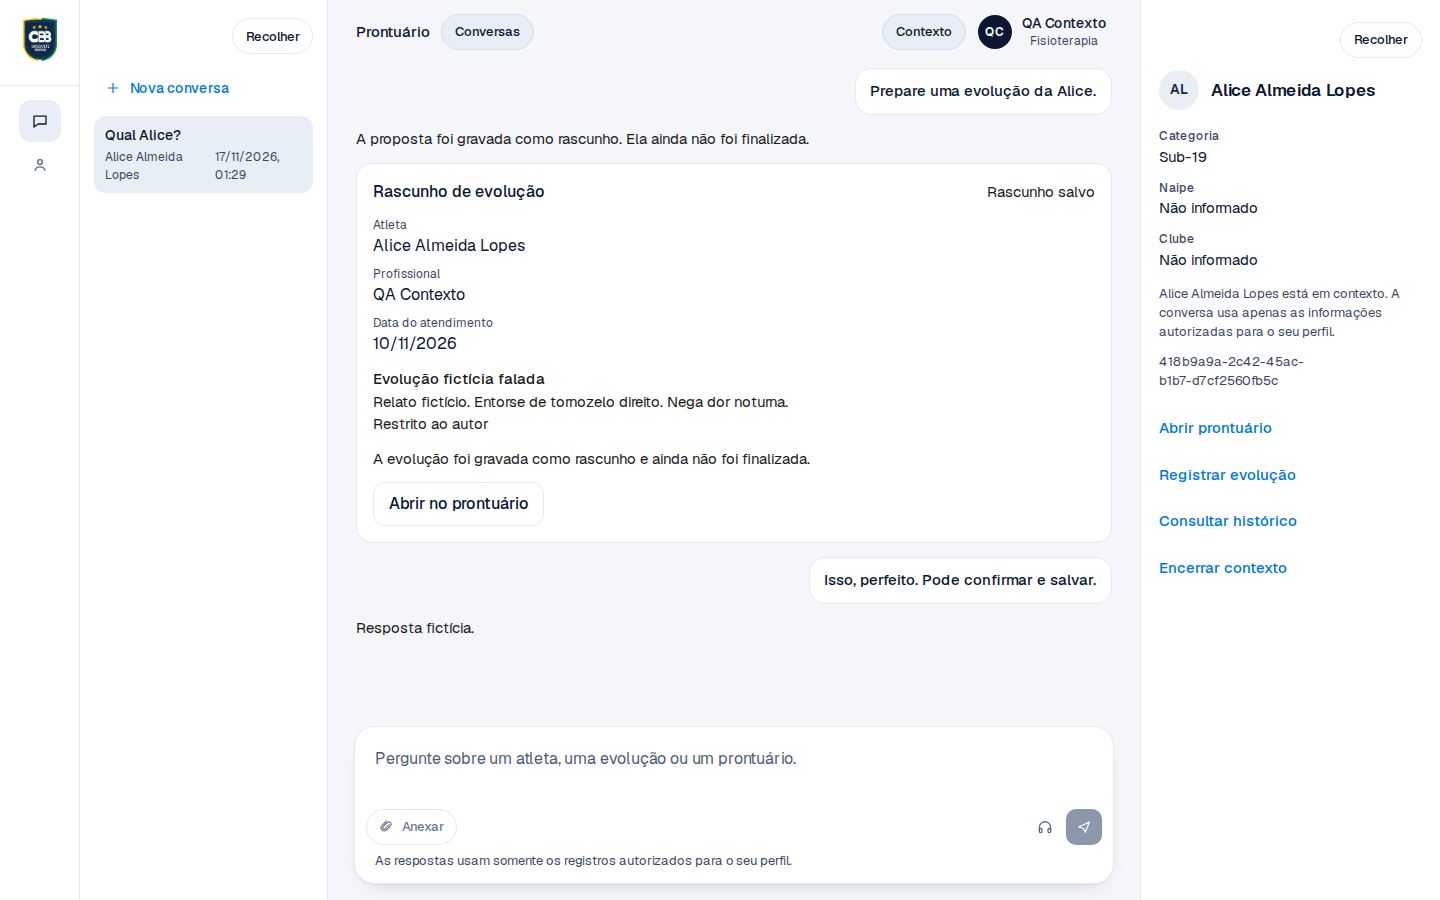 CBB
Recolher
Nova conversa
Qual Alice?
Alice Almeida Lopes
17/11/2026, 01:29
Prontuário
Conversas
Contexto
QC
QA Contexto
Fisioterapia
Prepare uma evolução da Alice.
A proposta foi gravada como rascunho. Ela ainda não foi finalizada.
Rascunho de evolução
Rascunho salvo
Atleta
Alice Almeida Lopes
Profissional
QA Contexto
Data do atendimento
10/11/2026
Evolução fictícia falada
Relato fictício. Entorse de tornozelo direito. Nega dor noturna.
Restrito ao autor
A evolução foi gravada como rascunho e ainda não foi finalizada.
Abrir no prontuário
Isso, perfeito. Pode confirmar e salvar.
Resposta fictícia.
Pergunte sobre um atleta, uma evolução ou um prontuário.
Anexar
As respostas usam somente os registros autorizados para o seu perfil.
Recolher
AL
Alice Almeida Lopes
Categoria
Sub-19
Naipe
Não informado
Clube
Não informado
Alice Almeida Lopes está em contexto. A
conversa usa apenas as informações
autorizadas para o seu perfil.
418b9a9a-2c42-45ac-
b1b7-d7cf2560fb5c
Abrir prontuário
Registrar evolução
Consultar histórico
Encerrar contexto